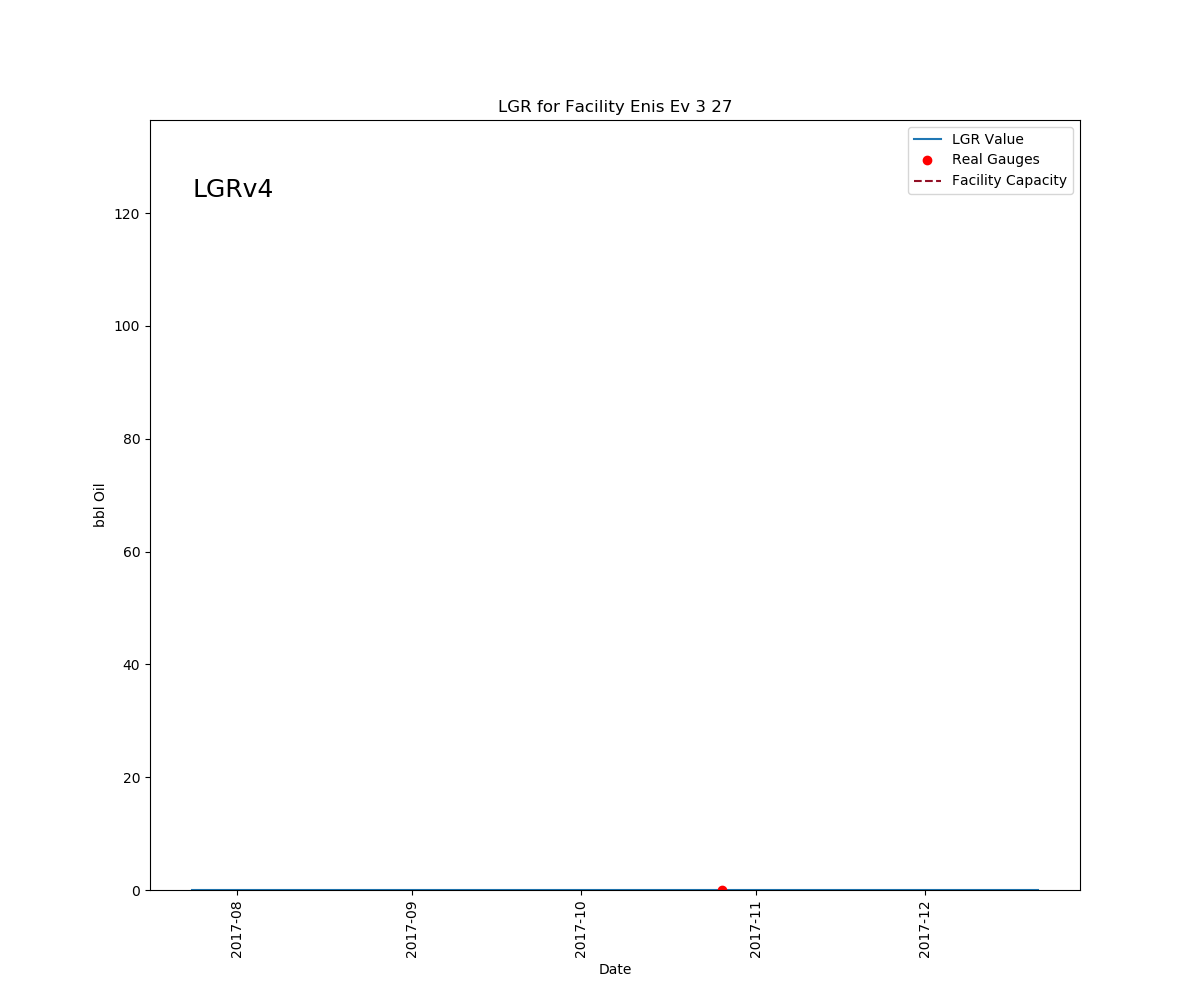 LGR for Facility Enis Ev 3 27
LGR Value
Real Gauges
Facility Capacity
LGRv4
bbl Oil
120
100
80
60
40
20
0
2017-08
2017-09
2017-10
2017-11
2017-12
Date